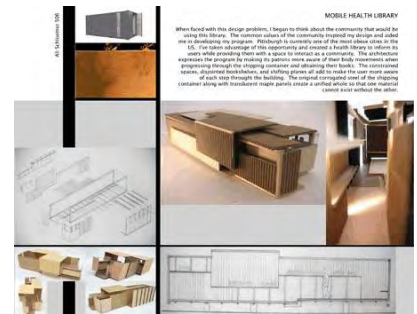 Ali Schlesinger 100
MOBILE HEALTH LIBRARY
When faced with this design problem, I began to think about the community that would be
using this library. The common values of the community inspired my design and aided
me in developing my program. Pittsburgh is currently one of the most obese cities in the
US. I've taken advantage of this opportunity and created a health library to inform its
users while providing them with a space to interact as a community. The architecture
expresses the program by making its patrons more aware of their body movements when
progressing through the shipping container and obtaining their books. The constrained
spaces, disjointed bookshelves, and shifting planes all add to make the user more aware
of each step through the building. The original corrugated steel of the shipping
container along with translucent maple panels create a unified whole so that one material
cannot exist without the other.